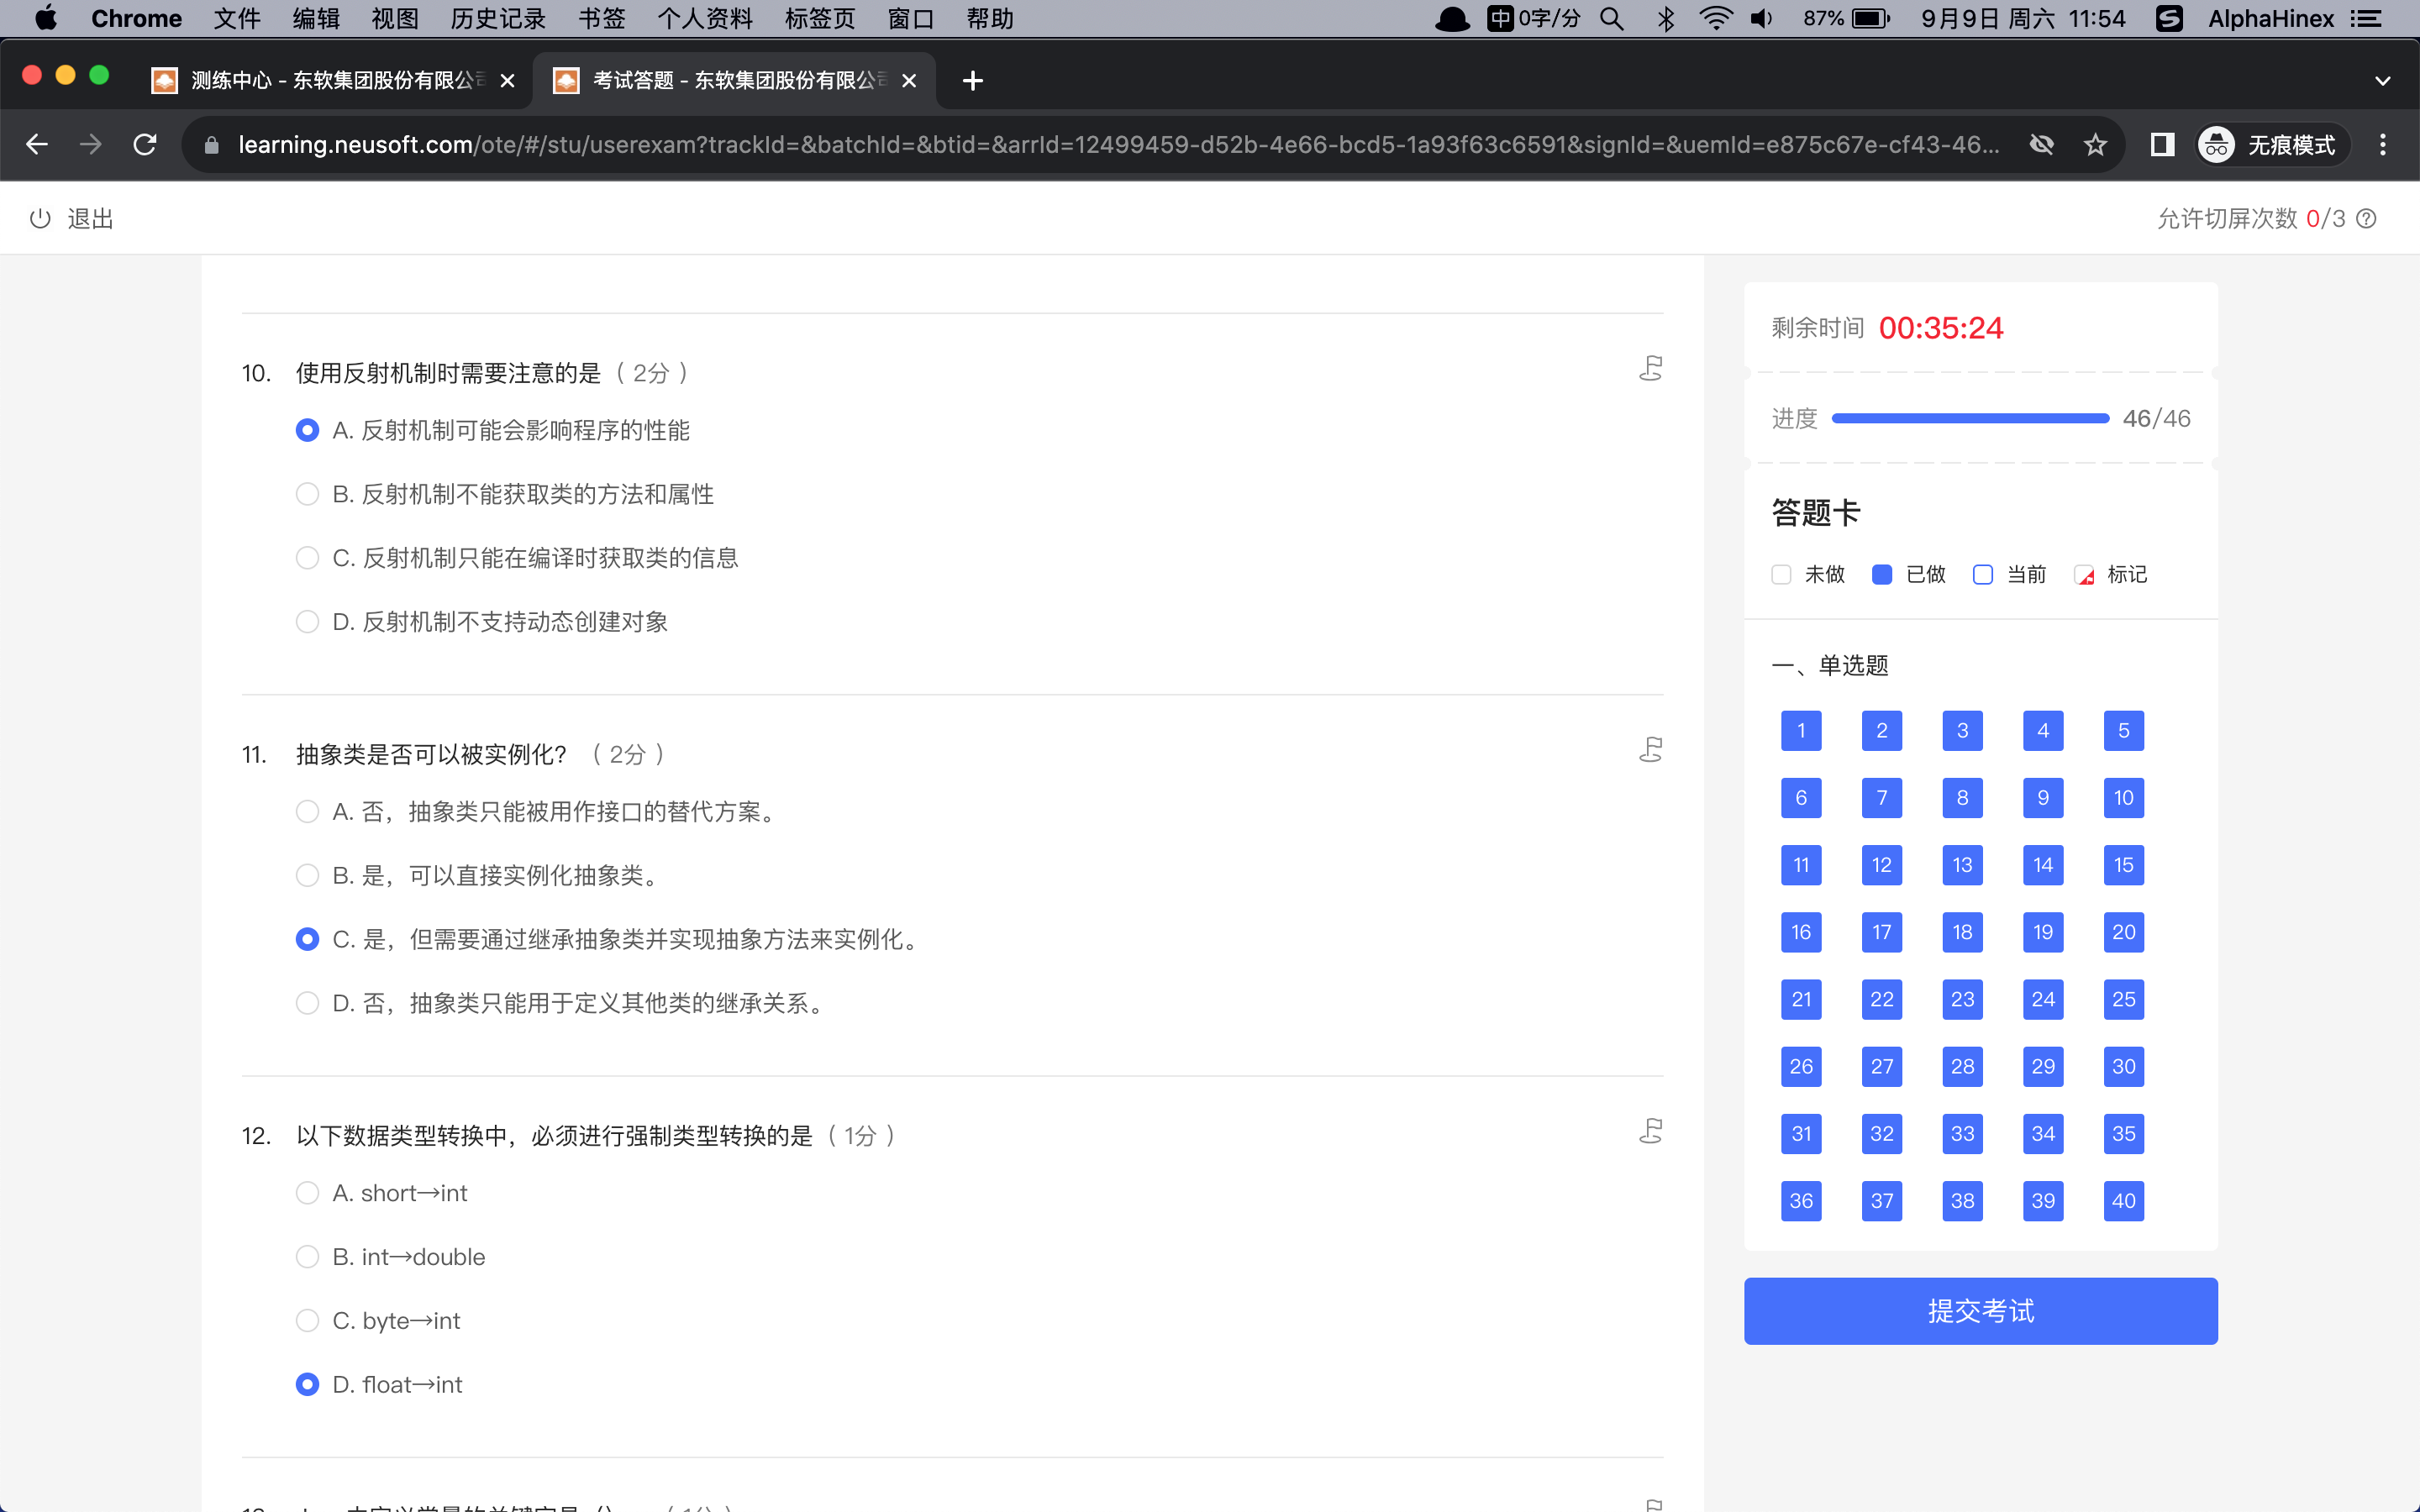 Chrome 文件 编辑 视图 历史记录 书签 个人资料 标签页 窗口 帮助 中 0字/分 87% 9月9日 周六 11:54 AlphaHinex
测练中心 - 东软集团股份有限公司 考试答题 - 东软集团股份有限公司
learning.neusoft.com/ote/#/stu/userexam?trackId=&batchId=&btid=&arrId=12499459-d52b-4e66-bcd5-1a93f63c6591&signId=&uemId=e875c67e-cf43-46... 无痕模式
退出 允许切屏次数 0/3
10. 使用反射机制时需要注意的是（ 2分 ）
A. 反射机制可能会影响程序的性能
B. 反射机制不能获取类的方法和属性
C. 反射机制只能在编译时获取类的信息
D. 反射机制不支持动态创建对象
11. 抽象类是否可以被实例化？（ 2分 ）
A. 否，抽象类只能被用作接口的替代方案。
B. 是，可以直接实例化抽象类。
C. 是，但需要通过继承抽象类并实现抽象方法来实例化。
D. 否，抽象类只能用于定义其他类的继承关系。
12. 以下数据类型转换中，必须进行强制类型转换的是（ 1分 ）
A. short→int
B. int→double
C. byte→int
D. float→int
剩余时间 00:35:24
进度 46/46
答题卡
未做 已做 当前 标记
一、单选题
1 2 3 4 5
6 7 8 9 10
11 12 13 14 15
16 17 18 19 20
21 22 23 24 25
26 27 28 29 30
31 32 33 34 35
36 37 38 39 40
提交考试